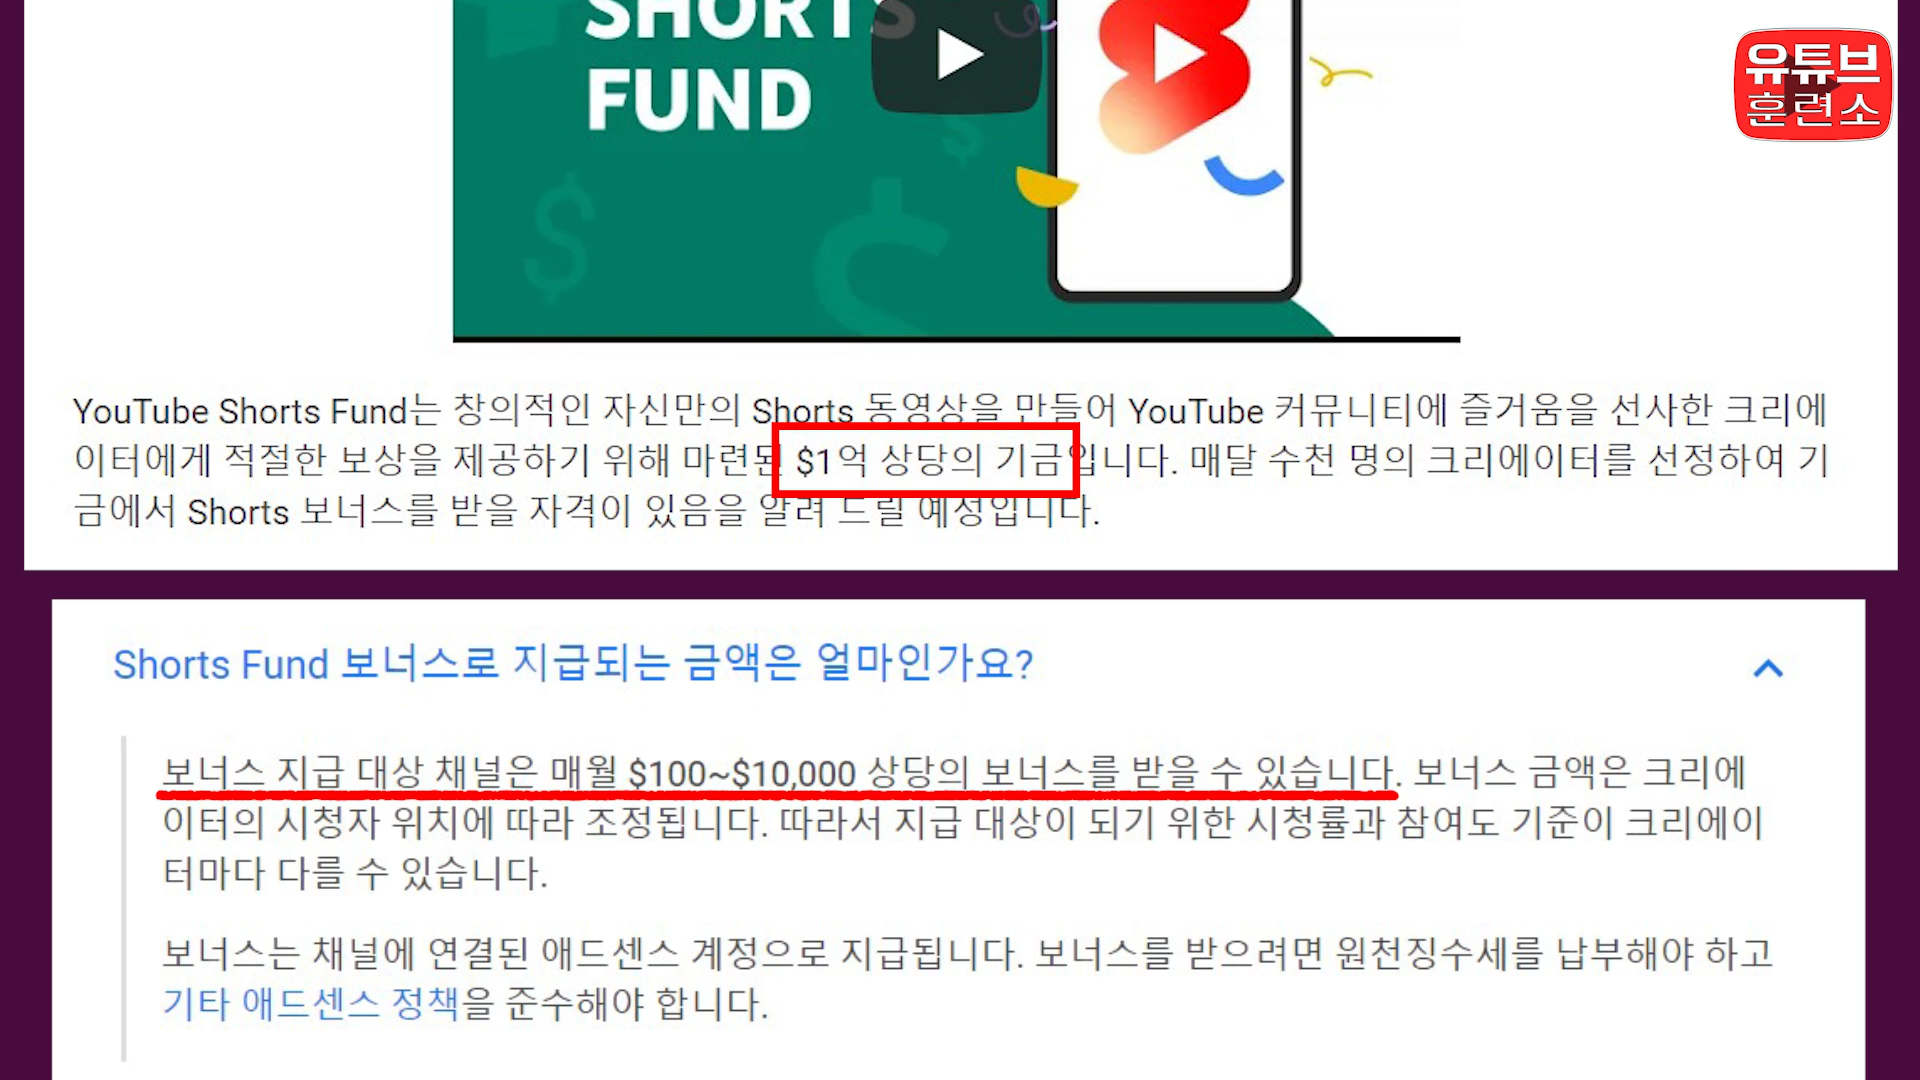 SHORTS
FUND
유튜브
훈련소
YouTube Shorts Fund는 창의적인 자신만의 Shorts 동영상을 만들어 YouTube 커뮤니티에 즐거움을 선사한 크리에
이터에게 적절한 보상을 제공하기 위해 마련된 $1억 상당의 기금입니다. 매달 수천 명의 크리에이터를 선정하여 기
금에서 Shorts 보너스를 받을 자격이 있음을 알려 드릴 예정입니다.
Shorts Fund 보너스로 지급되는 금액은 얼마인가요?
보너스 지급 대상 채널은 매월 $100~$10,000 상당의 보너스를 받을 수 있습니다. 보너스 금액은 크리에
이터의 시청자 위치에 따라 조정됩니다. 따라서 지급 대상이 되기 위한 시청률과 참여도 기준이 크리에이
터마다 다를 수 있습니다.
보너스는 채널에 연결된 애드센스 계정으로 지급됩니다. 보너스를 받으려면 원천징수세를 납부해야 하고
기타 애드센스 정책을 준수해야 합니다.